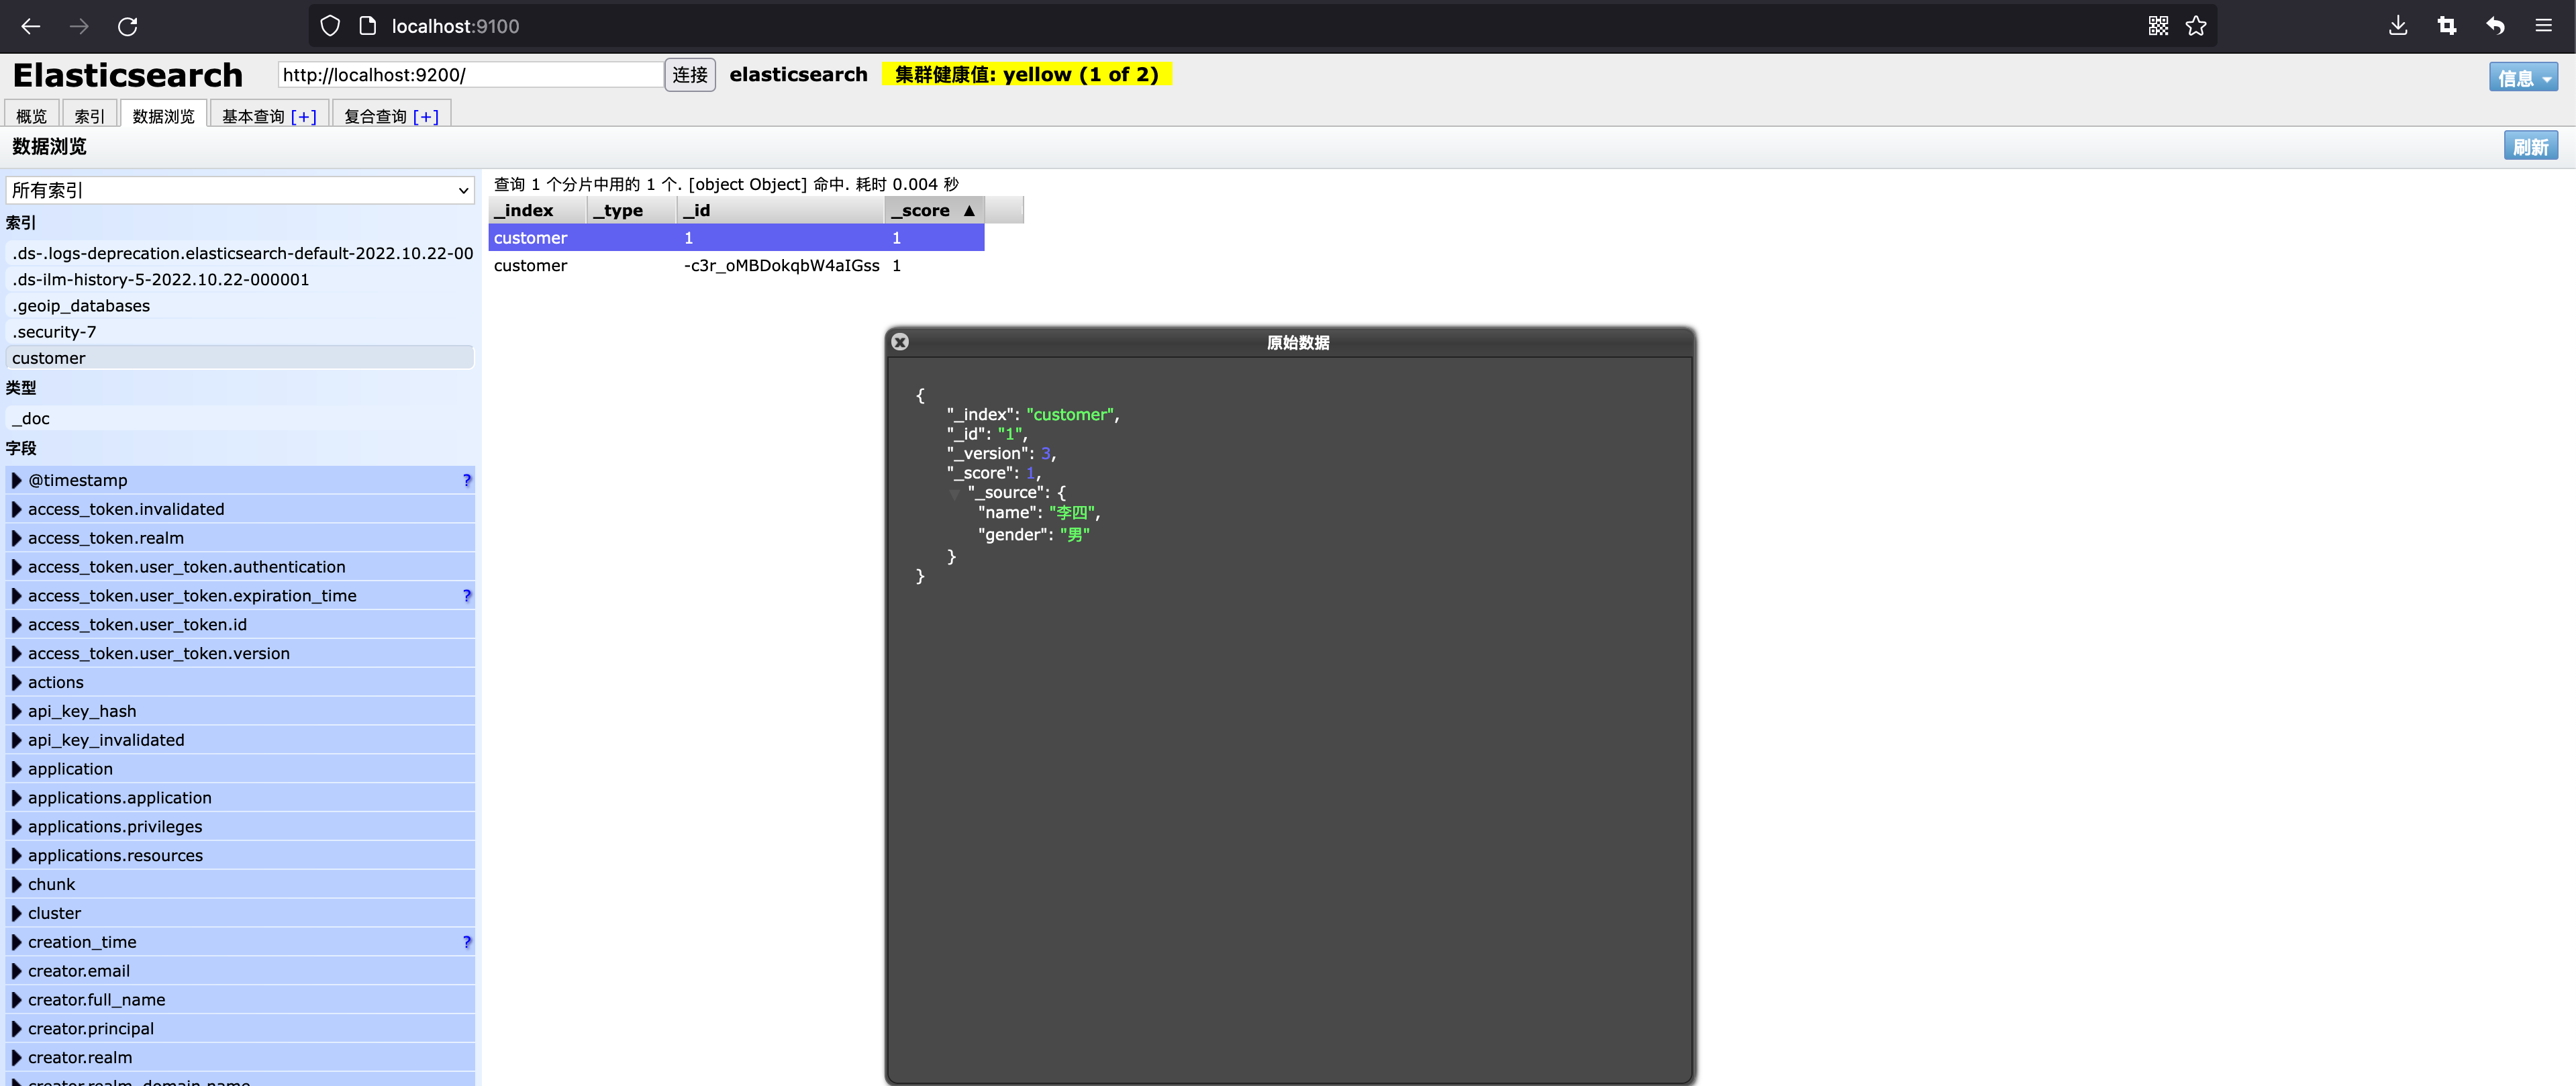 localhost:9100
Elasticsearch http://localhost:9200/ 连接 elasticsearch 集群健康值: yellow (1 of 2) 信息
概览 索引 数据浏览 基本查询 [+] 复合查询 [+]
数据浏览 刷新
所有索引
索引
.ds-.logs-deprecation.elasticsearch-default-2022.10.22-00
.ds-ilm-history-5-2022.10.22-000001
.geoip_databases
.security-7
customer
类型
_doc
字段
@timestamp ?
access_token.invalidated
access_token.realm
access_token.user_token.authentication
access_token.user_token.expiration_time ?
access_token.user_token.id
access_token.user_token.version
actions
api_key_hash
api_key_invalidated
application
applications.application
applications.privileges
applications.resources
chunk
cluster
creation_time ?
creator.email
creator.full_name
creator.principal
creator.realm
creator.realm_domain.name
查询 1 个分片中用的 1 个. [object Object] 命中. 耗时 0.004 秒
_index _type _id _score ▲
customer 1 1
customer -c3r_oMBDokqbW4aIGss 1
原始数据
{
"_index": "customer",
"_id": "1",
"_version": 3,
"_score": 1,
"_source": {
"name": "李四",
"gender": "男"
}
}